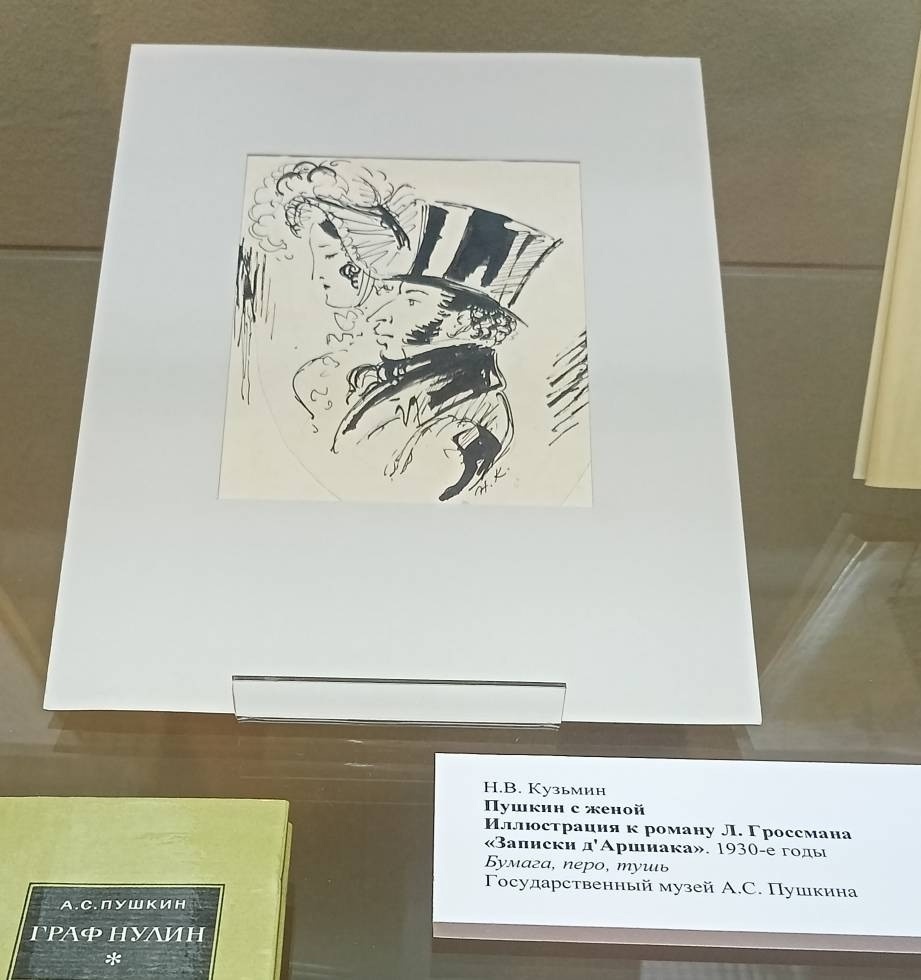 Н.К.
Н.В. Кузьмин
Пушкин с женой
Иллюстрация к роману Л. Гроссмана
«Записки д'Аршиака». 1930-е годы
Бумага, перо, тушь
Государственный музей А.С. Пушкина
А.С.ПУШКИН
ГРАФ НУЛИН
*